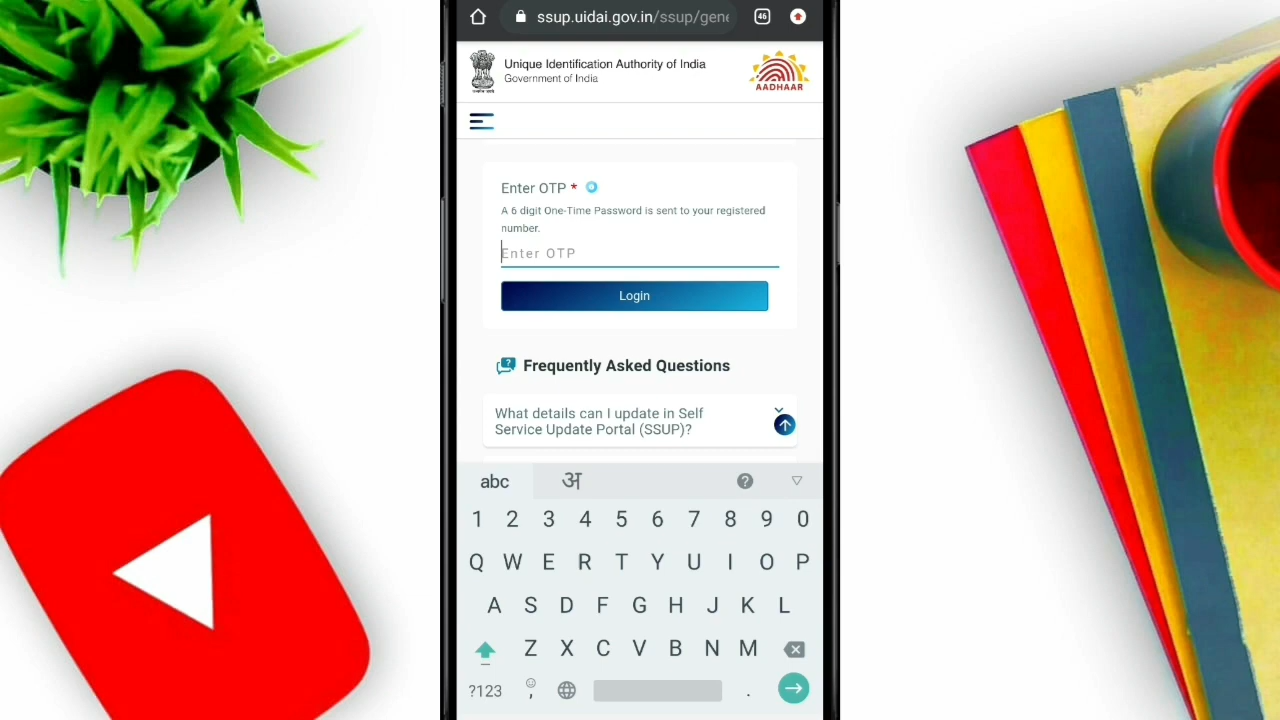 46
ssup.uidai.gov.in/ssup/gene
Unique Identification Authority of India
Government of India
AADHAAR
Enter OTP *
A 6 digit One-Time Password is sent to your registered
number.
Enter OTP
Login
Frequently Asked Questions
What details can I update in Self
Service Update Portal (SSUP)?
abc अ
1 2 3 4 5 6 7 8 9 0
Q W E R T Y U I O P
A S D F G H J K L
Z X C V B N M
?123 , .